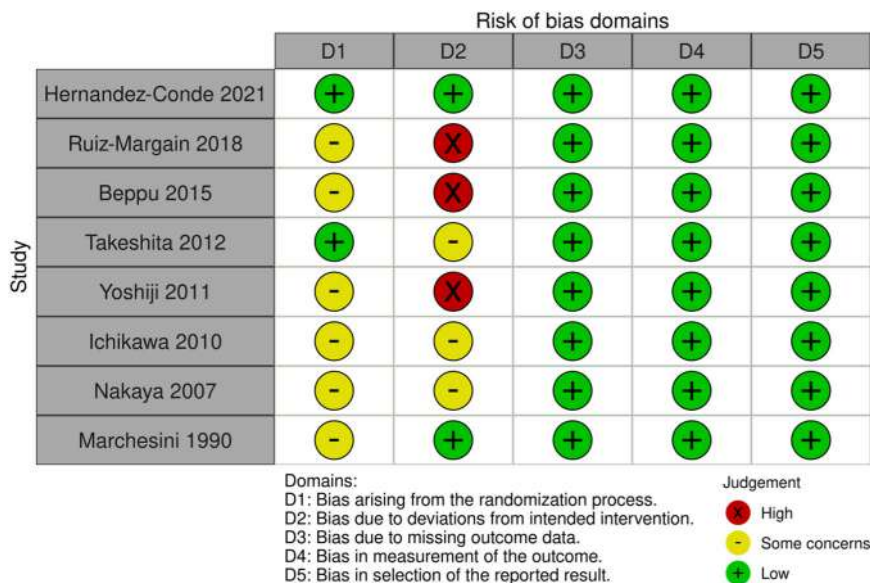 Risk of bias domains
D1 D2 D3 D4 D5
Study
Hernandez-Conde 2021 + + + + +
Ruiz-Margain 2018 - X + + +
Beppu 2015 - X + + +
Takeshita 2012 + - + + +
Yoshiji 2011 - X + + +
Ichikawa 2010 - - + + +
Nakaya 2007 - - + + +
Marchesini 1990 - + + + +
Domains:
D1: Bias arising from the randomization process.
D2: Bias due to deviations from intended intervention.
D3: Bias due to missing outcome data.
D4: Bias in measurement of the outcome.
D5: Bias in selection of the reported result.
Judgement
X High
- Some concerns
+ Low